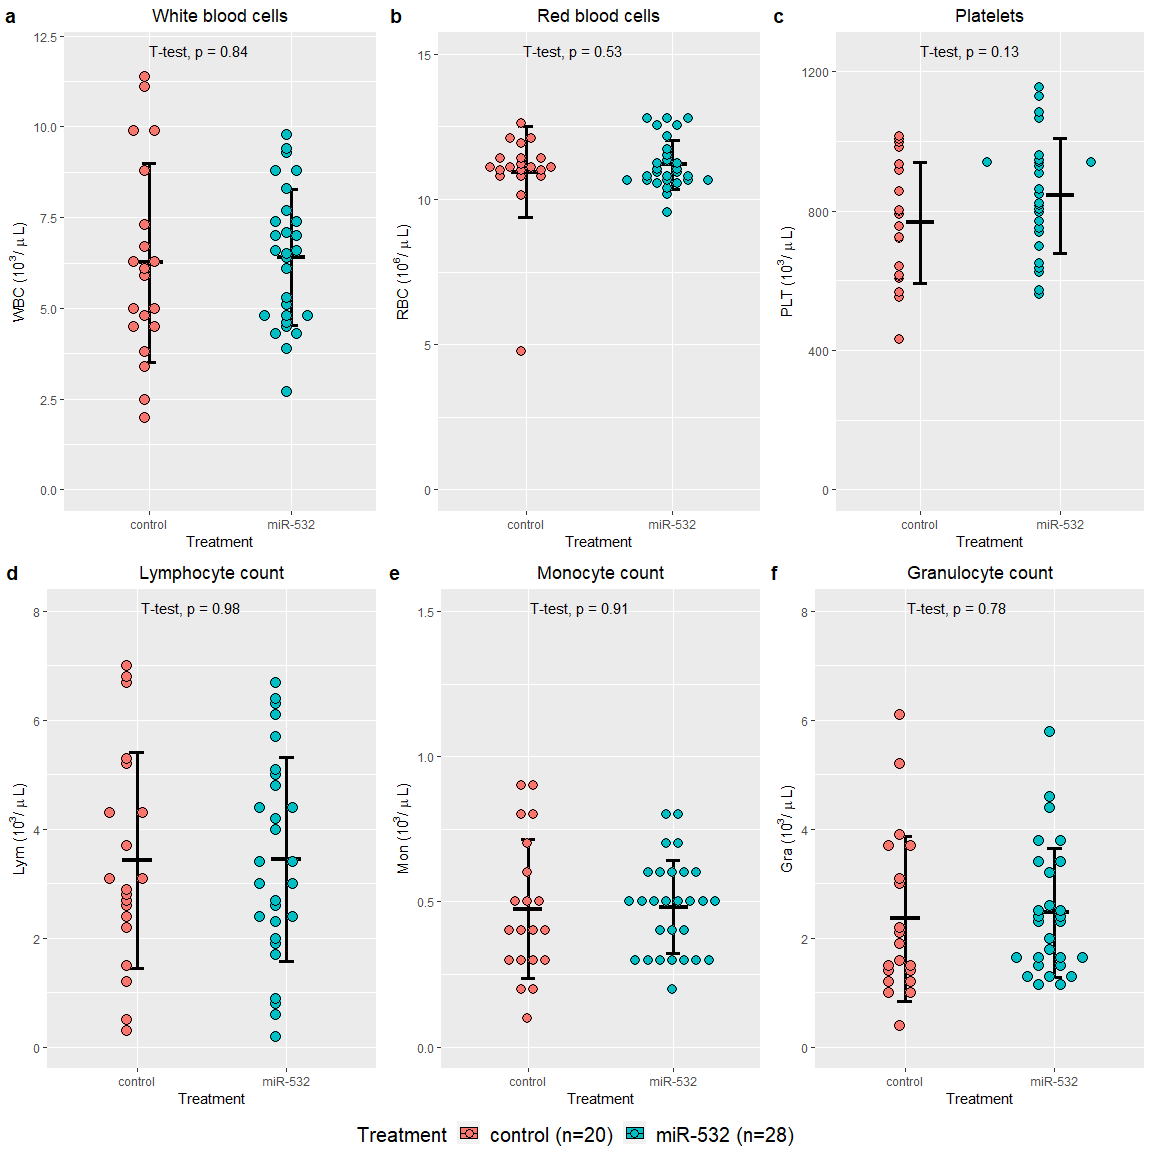 a White blood cells
T-test, p = 0.84
12.5
10.0
7.5
5.0
2.5
0.0
WBC (10³/ μ L)
control miR-532
Treatment
b Red blood cells
T-test, p = 0.53
15
10
5
0
RBC (10⁶/ μ L)
control miR-532
Treatment
c Platelets
T-test, p = 0.13
1200
800
400
0
PLT (10³/ μ L)
control miR-532
Treatment
d Lymphocyte count
T-test, p = 0.98
8
6
4
2
0
Lym (10³/ μ L)
control miR-532
Treatment
e Monocyte count
T-test, p = 0.91
1.5
1.0
0.5
0.0
Mon (10³/ μ L)
control miR-532
Treatment
f Granulocyte count
T-test, p = 0.78
8
6
4
2
0
Gra (10³/ μ L)
control miR-532
Treatment
Treatment control (n=20) miR-532 (n=28)